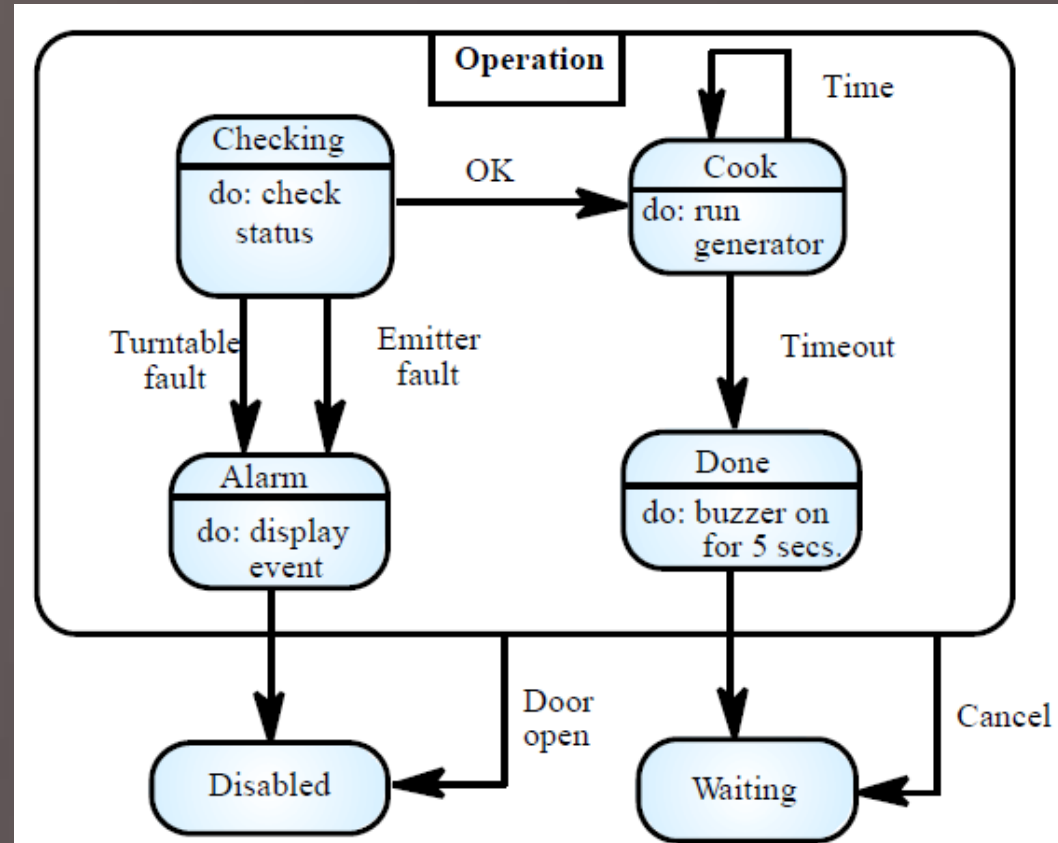 Operation
Time
Checking
do: check
status
OK
Cook
do: run
generator
Turntable
fault
Emitter
fault
Timeout
Alarm
do: display
event
Done
do: buzzer on
for 5 secs.
Door
open
Cancel
Disabled
Waiting